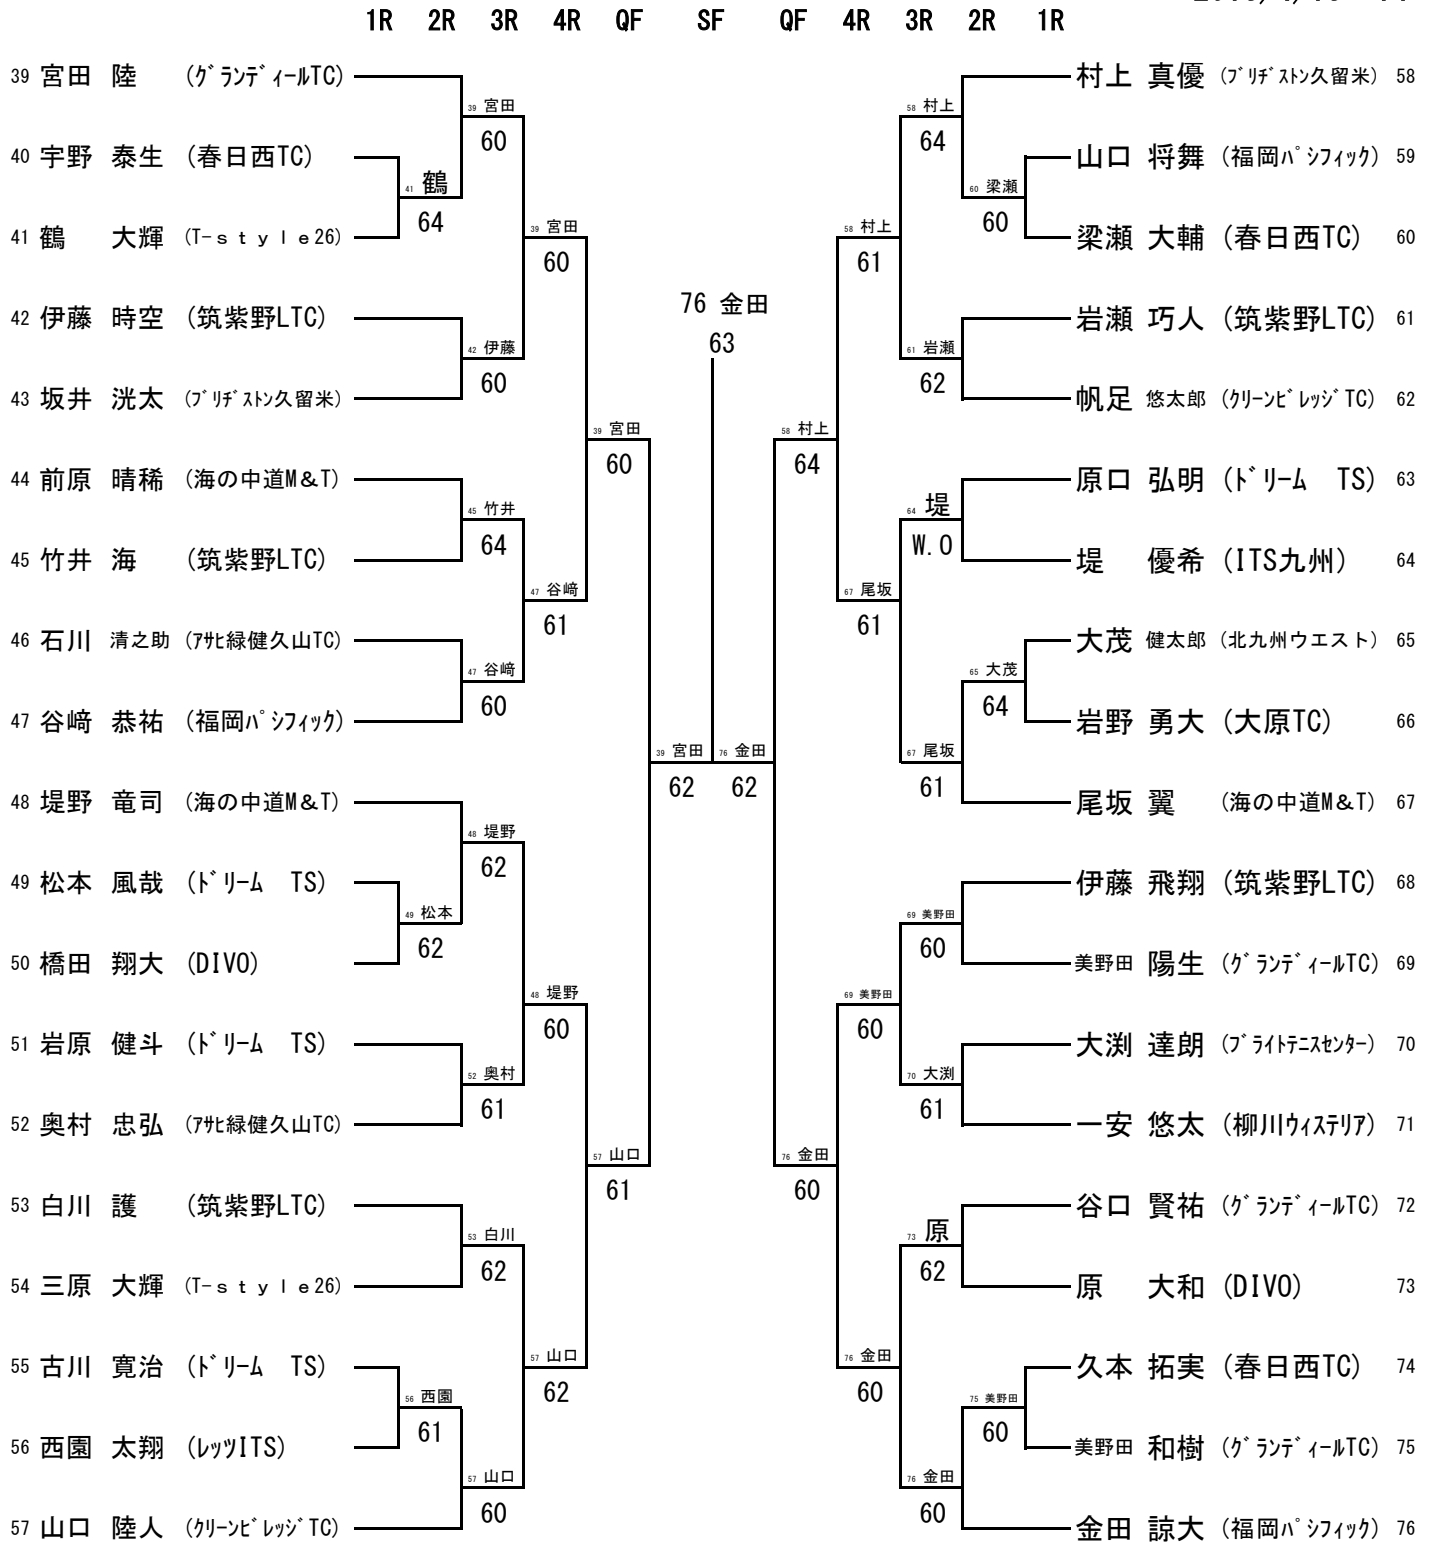 1R 2R 3R 4R QF SF QF 4R 3R 2R 1R
39 宮田 陸 (ｸﾞﾗﾝﾃﾞｨｰﾙTC)
40 宇野 泰生 (春日西TC)
41 鶴 大輝 (T-ｓｔｙｌｅ26)
42 伊藤 時空 (筑紫野LTC)
43 坂井 洸太 (ﾌﾞﾘﾁﾞｽﾄﾝ久留米)
44 前原 晴稀 (海の中道M&T)
45 竹井 海 (筑紫野LTC)
46 石川 清之助 (ｱｻﾋ緑健久山TC)
47 谷﨑 恭祐 (福岡ﾊﾟｼﾌｨｯｸ)
48 堤野 竜司 (海の中道M&T)
49 松本 風哉 (ﾄﾞﾘｰﾑ TS)
50 橋田 翔大 (DIVO)
51 岩原 健斗 (ﾄﾞﾘｰﾑ TS)
52 奥村 忠弘 (ｱｻﾋ緑健久山TC)
53 白川 護 (筑紫野LTC)
54 三原 大輝 (T-ｓｔｙｌｅ26)
55 古川 寛治 (ﾄﾞﾘｰﾑ TS)
56 西園 太翔 (ﾚｯﾂITS)
57 山口 陸人 (ｸﾘｰﾝﾋﾞﾚｯｼﾞTC)
41 鶴
64
49 松本
62
56 西園
61
39 宮田
60
42 伊藤
60
45 竹井
64
47 谷﨑
60
48 堤野
62
52 奥村
61
53 白川
62
57 山口
60
39 宮田
60
47 谷﨑
61
48 堤野
60
57 山口
62
39 宮田
60
57 山口
61
39 宮田
62
76 金田
63
76 金田
62
58 村上
64
76 金田
60
58 村上
61
67 尾坂
61
69 美野田
60
76 金田
60
58 村上
64
61 岩瀬
62
64 堤
W.O
67 尾坂
61
69 美野田
60
70 大渕
61
73 原
62
76 金田
60
60 梁瀬
60
65 大茂
64
75 美野田
60
村上 真優 (ﾌﾞﾘﾁﾞｽﾄﾝ久留米) 58
山口 将舞 (福岡ﾊﾟｼﾌｨｯｸ) 59
梁瀬 大輔 (春日西TC) 60
岩瀬 巧人 (筑紫野LTC) 61
帆足 悠太郎 (ｸﾘｰﾝﾋﾞﾚｯｼﾞTC) 62
原口 弘明 (ﾄﾞﾘｰﾑ TS) 63
堤 優希 (ITS九州) 64
大茂 健太郎 (北九州ウエスト) 65
岩野 勇大 (大原TC) 66
尾坂 翼 (海の中道M&T) 67
伊藤 飛翔 (筑紫野LTC) 68
美野田 陽生 (ｸﾞﾗﾝﾃﾞｨｰﾙTC) 69
大渕 達朗 (ﾌﾞﾗｲﾄﾃﾆｽｾﾝﾀｰ) 70
一安 悠太 (柳川ｳｨｽﾃﾘｱ) 71
谷口 賢祐 (ｸﾞﾗﾝﾃﾞｨｰﾙTC) 72
原 大和 (DIVO) 73
久本 拓実 (春日西TC) 74
美野田 和樹 (ｸﾞﾗﾝﾃﾞｨｰﾙTC) 75
金田 諒大 (福岡ﾊﾟｼﾌｨｯｸ) 76